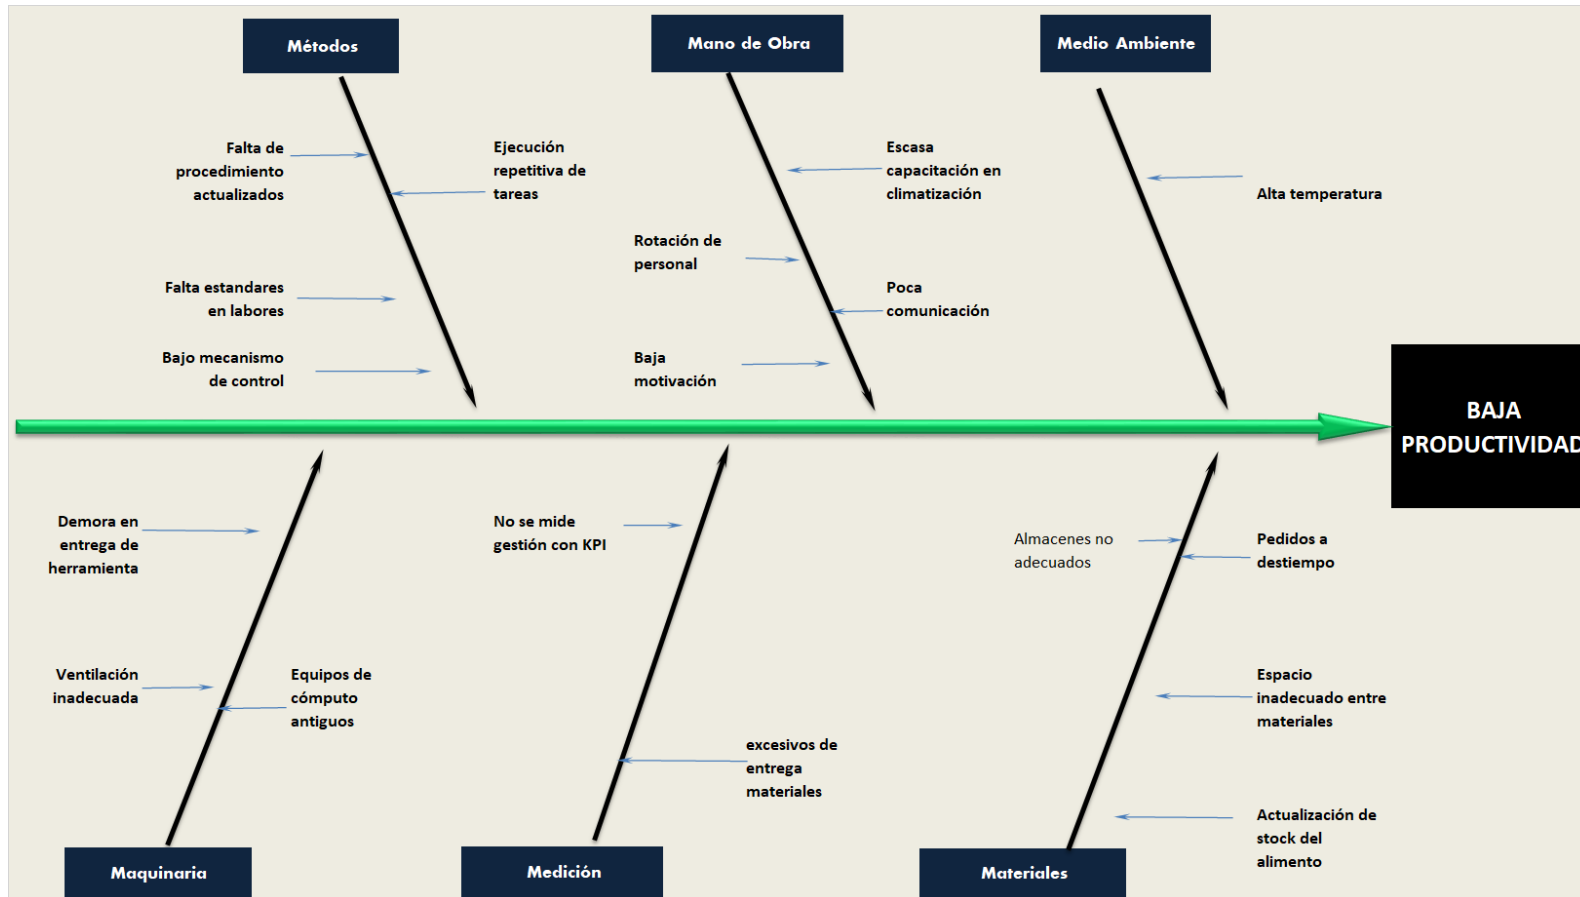 Métodos
Mano de Obra
Medio Ambiente
Falta de
procedimiento
actualizados
Ejecución
repetitiva de
tareas
Escasa
capacitación en
climatización
Alta temperatura
Rotación de
personal
Falta estandares
en labores
Poca
comunicación
Bajo mecanismo
de control
Baja
motivación
BAJA
PRODUCTIVIDAD
Demora en
entrega de
herramienta
No se mide
gestión con KPI
Almacenes no
adecuados
Pedidos a
destiempo
Ventilación
inadecuada
Equipos de
cómputo
antiguos
Espacio
inadecuado entre
materiales
excesivos de
entrega
materiales
Actualización de
stock del
alimento
Maquinaria
Medición
Materiales